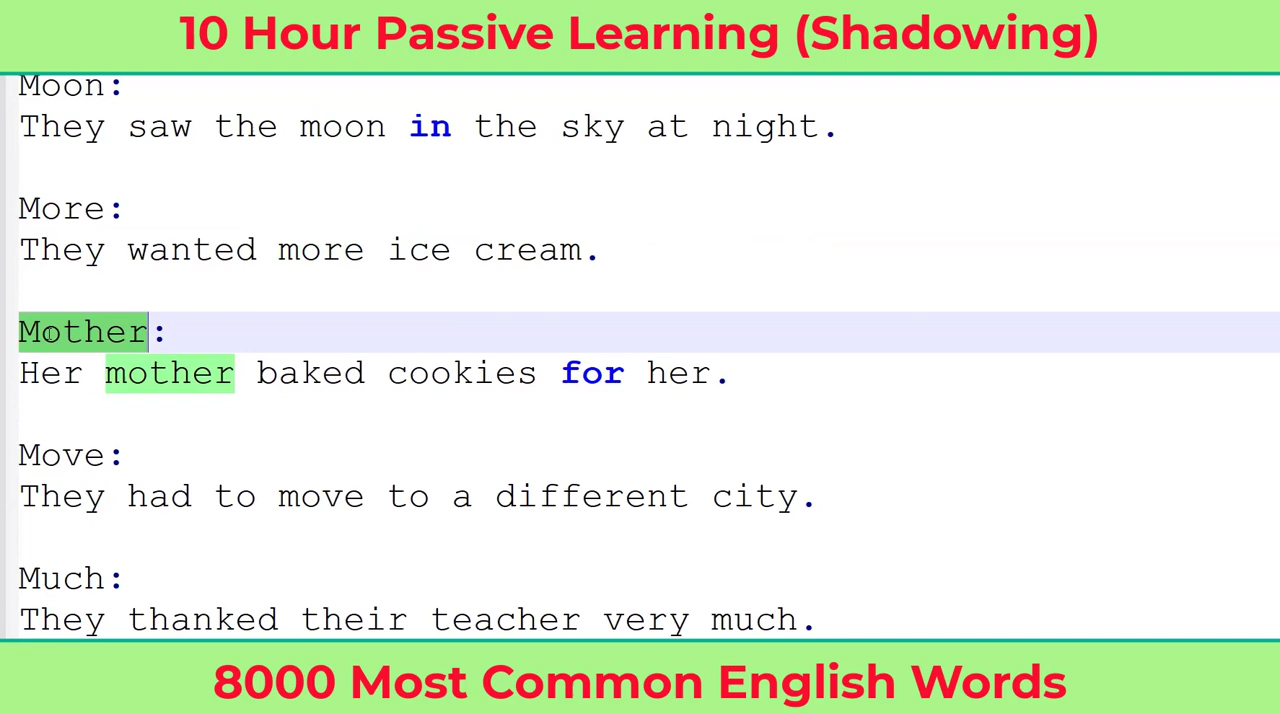 10 Hour Passive Learning (Shadowing)
Moon:
They saw the moon in the sky at night.
More:
They wanted more ice cream.
Mother:
Her mother baked cookies for her.
Move:
They had to move to a different city.
Much:
They thanked their teacher very much.
8000 Most Common English Words